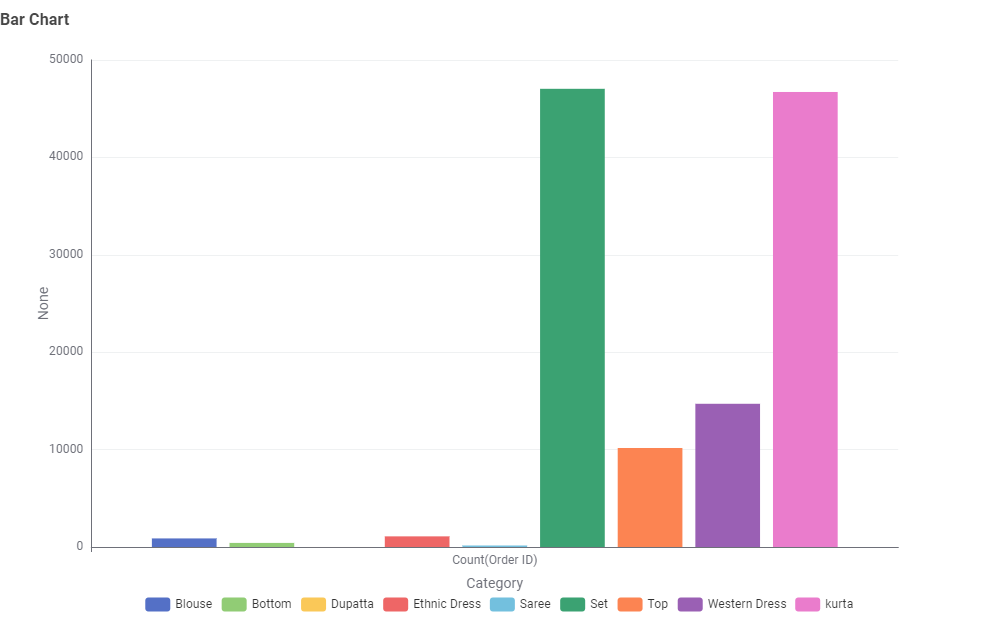 Bar Chart
50000
40000
30000
20000
10000
0
None
Count(Order ID)
Category
Blouse Bottom Dupatta Ethnic Dress Saree Set Top Western Dress kurta